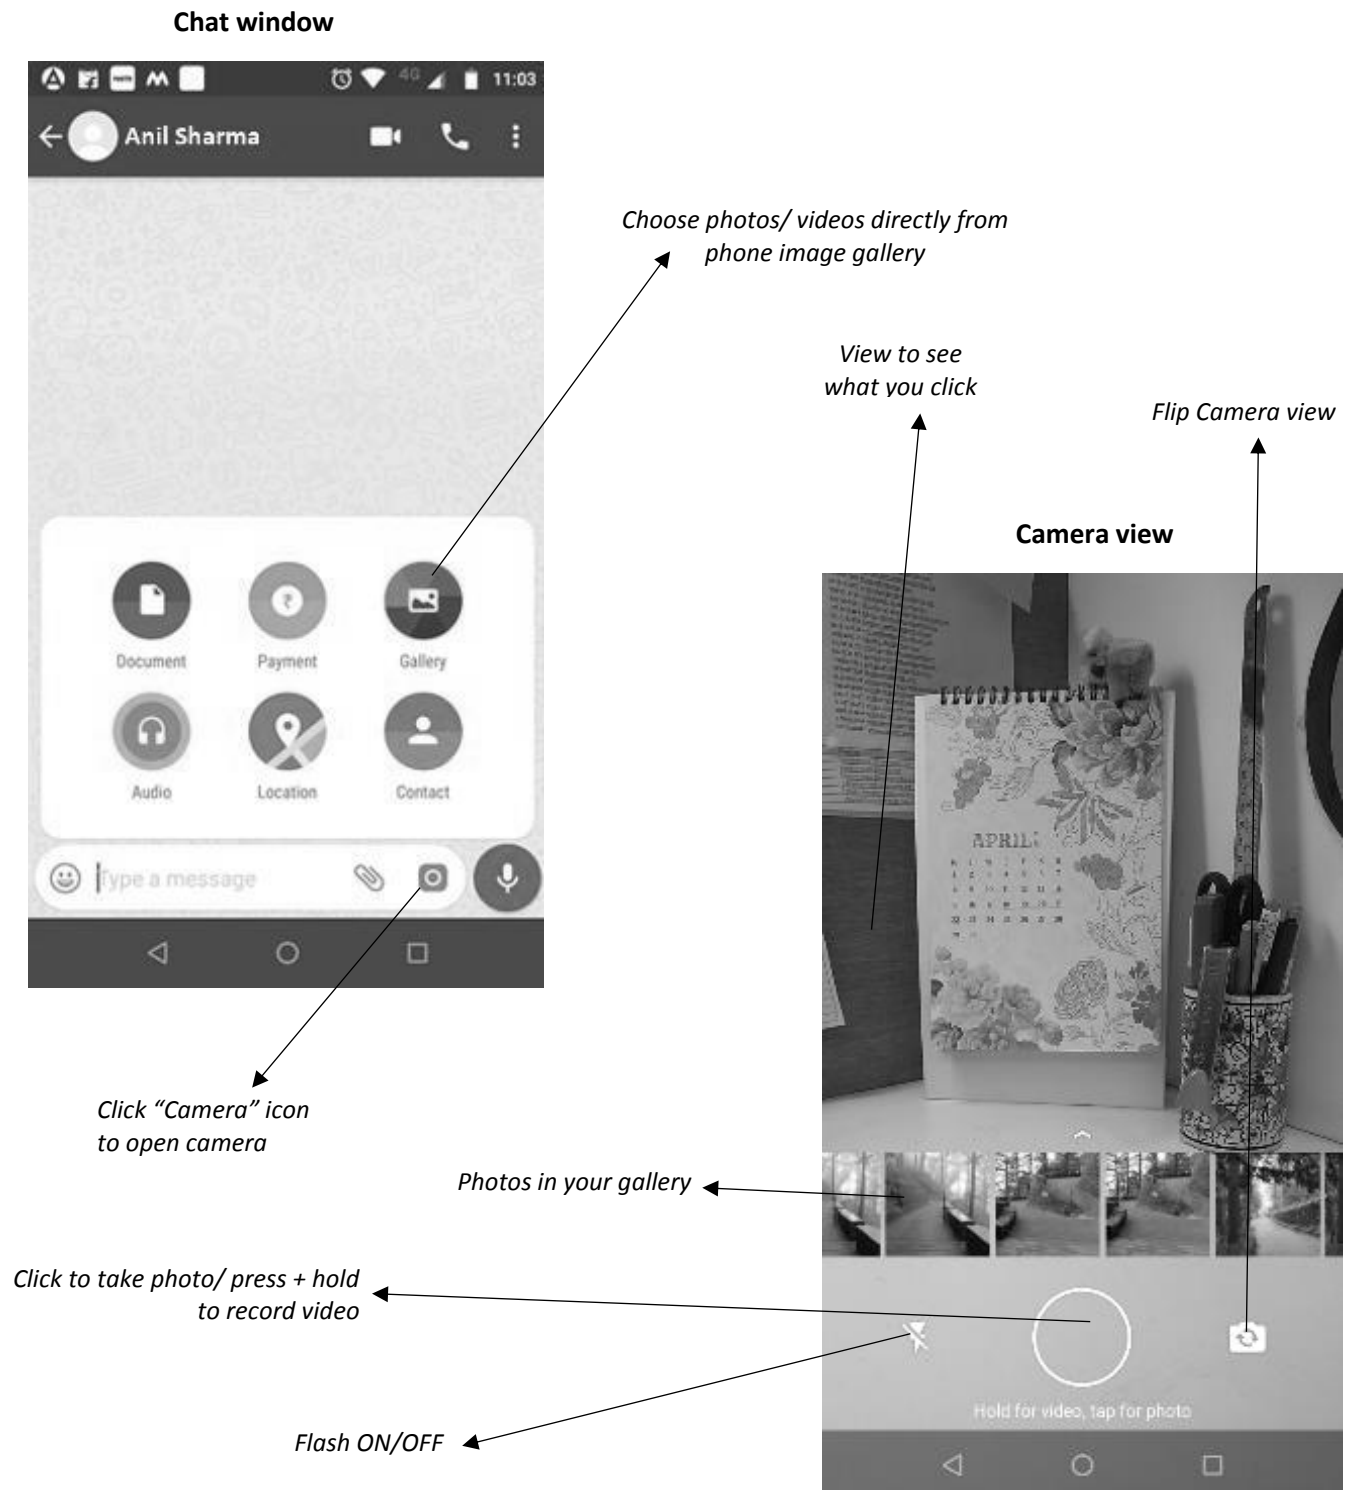 Chat window
4G
11:03
Anil Sharma
Choose photos/ videos directly from
phone image gallery
View to see
what you click
Flip Camera view
Camera view
Document
Payment
Gallery
Audio
Location
Contact
Type a message
APRIL
Click “Camera” icon
to open camera
Photos in your gallery
Click to take photo/ press + hold
to record video
Hold for video, tap for photo
Flash ON/OFF